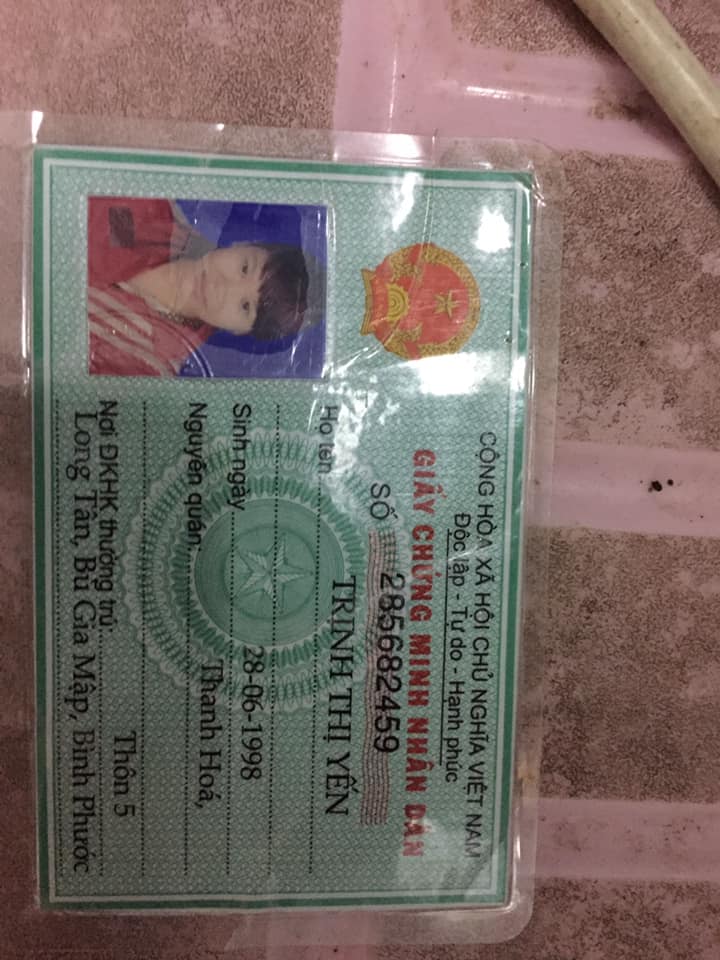 CỘNG HÒA XÃ HỘI CHỦ NGHĨA VIỆT NAM
Độc lập - Tự do - Hạnh phúc
GIẤY CHỨNG MINH NHÂN DÂN
SỐ 285682459
Họ tên TRỊNH THỊ YẾN
Sinh ngày 28-06-1998
Nguyên quán Thanh Hoá,
Nơi ĐKHK thường trú: Thôn 5
Long Tân, Bù Gia Mập, Bình Phước